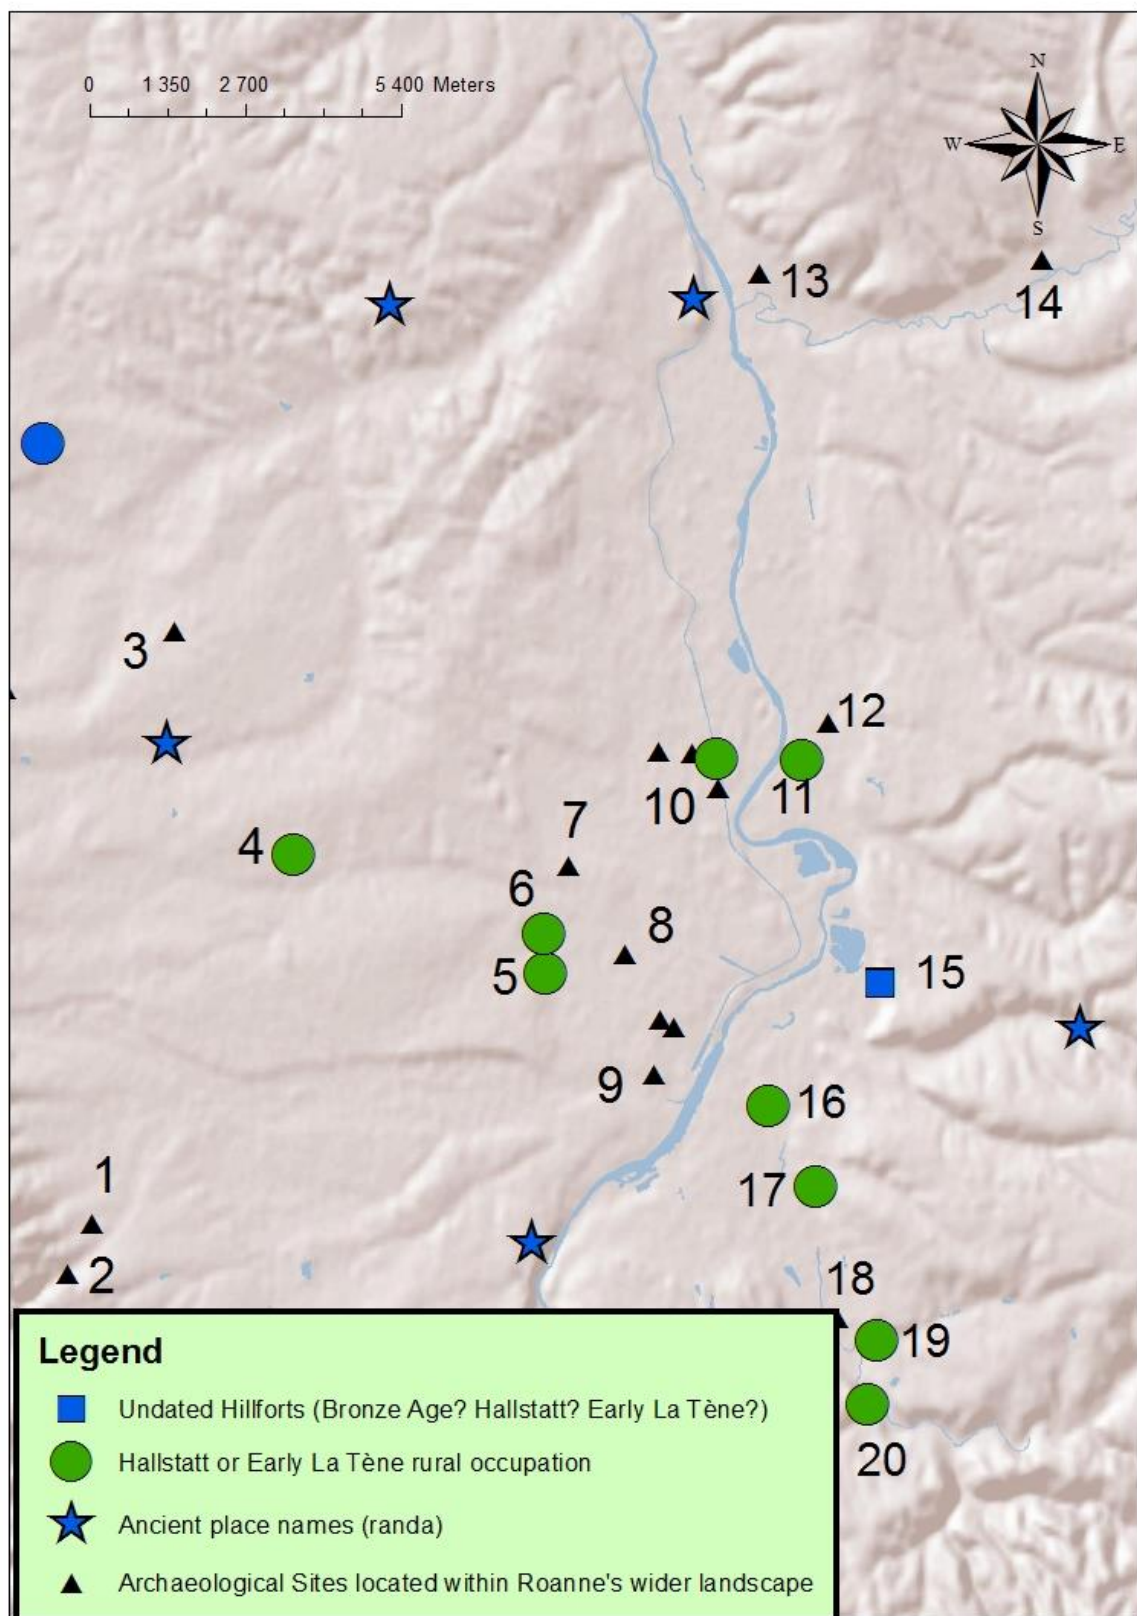 0 1 350 2 700 5 400 Meters
N
W E
S
13
14
3
12
10 11
7
4
6
8
5
15
9
16
1
17
2
18
19
20
Legend
Undated Hillforts (Bronze Age? Hallstatt? Early La Tène?)
Hallstatt or Early La Tène rural occupation
Ancient place names (randa)
Archaeological Sites located within Roanne's wider landscape